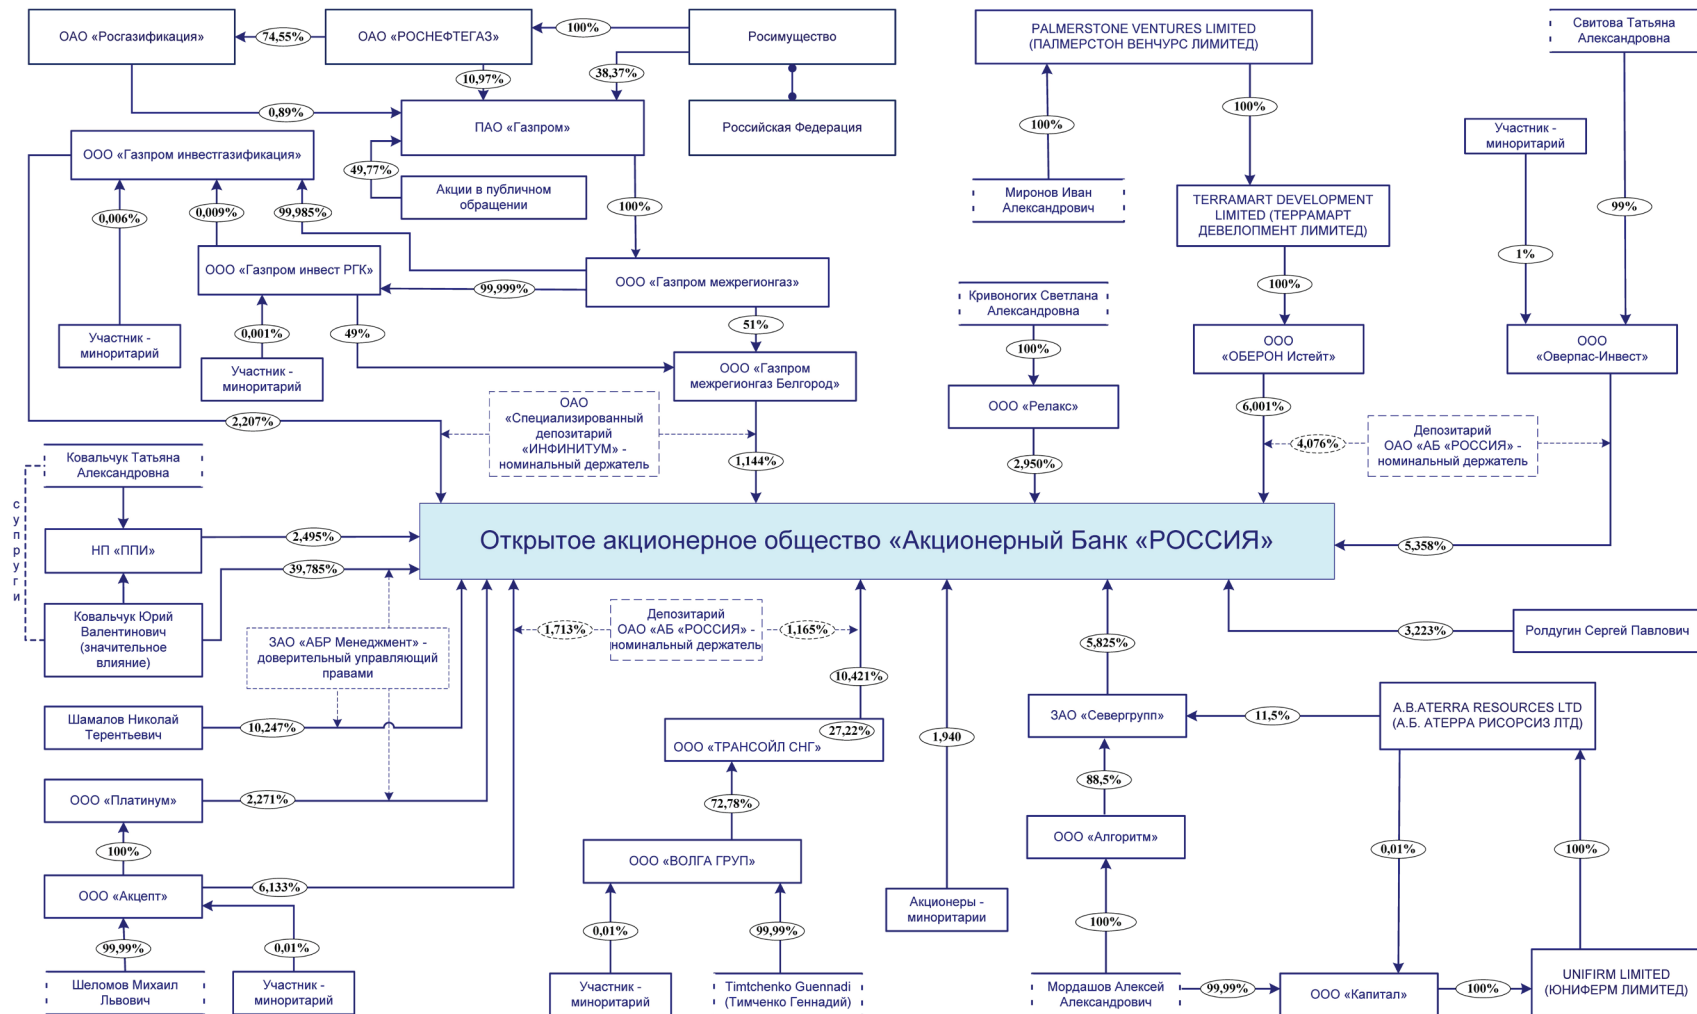 ОАО «Росгазификация»
74,55%
ОАО «РОСНЕФТЕГАЗ»
100%
Росимущество
PALMERSTONE VENTURES LIMITED
(ПАЛМЕРСТОН ВЕНЧУРС ЛИМИТЕД)
Свитова Татьяна
Александровна
10,97%
38,37%
0,89%
ПАО «Газпром»
Российская Федерация
100%
100%
Участник -
миноритарий
ООО «Газпром инвестгазификация»
49,77%
Акции в публичном
обращении
Миронов Иван
Александрович
TERRAMART DEVELOPMENT
LIMITED (ТЕРРАМАРТ
ДЕВЕЛОПМЕНТ ЛИМИТЕД)
0,006%
0,009%
99,985%
100%
99%
1%
ООО «Газпром инвест РГК»
99,999%
ООО «Газпром межрегионгаз»
100%
Кривоногих Светлана
Александровна
Участник -
миноритарий
0,001%
49%
51%
100%
ООО
«ОБЕРОН Истейт»
ООО
«Оверпас-Инвест»
Участник -
миноритарий
ООО «Газпром
межрегионгаз Белгород»
ООО «Релакс»
6,001%
2,207%
ОАО
«Специализированный
депозитарий
«ИНФИНИТУМ» -
номинальный держатель
1,144%
2,950%
4,076%
Депозитарий
ОАО «АБ «РОССИЯ» -
номинальный держатель
Ковальчук Татьяна
Александровна
супруги
НП «ППИ»
2,495%
Открытое акционерное общество «Акционерный Банк «РОССИЯ»
5,358%
39,785%
Ковальчук Юрий
Валентинович
(значительное
влияние)
ЗАО «АБР Менеджмент» -
доверительный управляющий
правами
1,713%
Депозитарий
ОАО «АБ «РОССИЯ» -
номинальный держатель
1,165%
5,825%
3,223%
Ролдугин Сергей Павлович
10,421%
Шамалов Николай
Терентьевич
10,247%
27,22%
ООО «ТРАНСОЙЛ СНГ»
1,940
ЗАО «Севергрупп»
11,5%
A.B.ATERRA RESOURCES LTD
(А.Б. АТЕРРА РИСОРСИЗ ЛТД)
ООО «Платинум»
2,271%
72,78%
88,5%
100%
ООО «ВОЛГА ГРУП»
ООО «Алгоритм»
0,01%
100%
ООО «Акцепт»
6,133%
Акционеры -
миноритарии
99,99%
0,01%
0,01%
99,99%
100%
Шеломов Михаил
Львович
Участник -
миноритарий
Участник -
миноритарий
Timtchenko Guennadi
(Тимченко Геннадий)
Мордашов Алексей
Александрович
99,99%
ООО «Капитал»
100%
UNIFIRM LIMITED
(ЮНИФЕРМ ЛИМИТЕД)